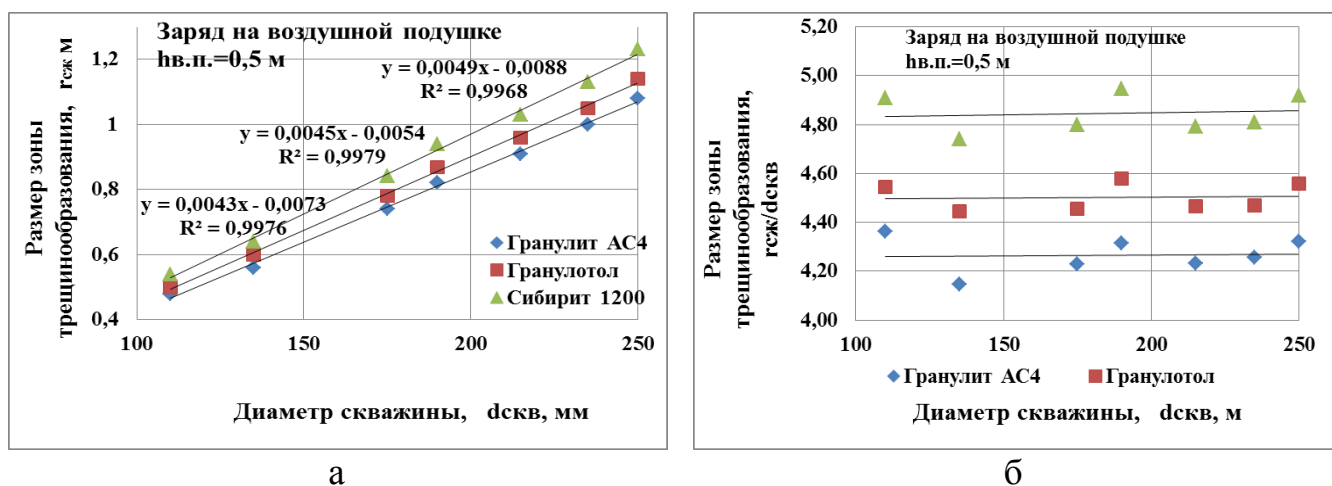 Заряд на воздушной подушке
hв.п.=0,5 м
y = 0,0049x - 0,0088
R² = 0,9968
y = 0,0045x - 0,0054
R² = 0,9979
y = 0,0043x - 0,0073
R² = 0,9976
Гранулит АС4
Гранулотол
Сибирит 1200
1,2
1
0,8
0,6
0,4
100
150
200
250
Размер зоны
трещинообразования, rсж м
Диаметр скважины, dскв, мм
а
Заряд на воздушной подушке
hв.п.=0,5 м
5,20
5,00
4,80
4,60
4,40
4,20
4,00
100
150
200
250
Размер зоны
трещинообразования,
rсж/dскв
Гранулит АС4
Гранулотол
Диаметр скважины, dскв, м
б